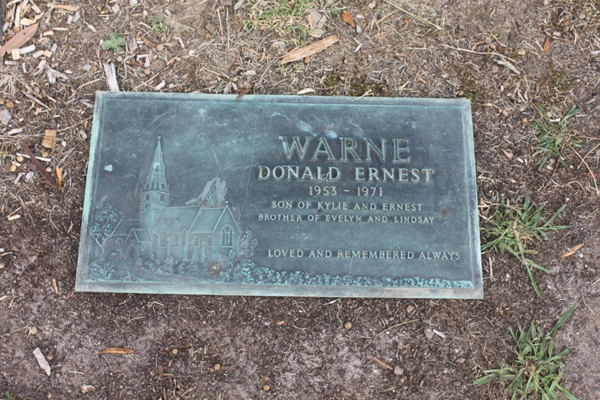 WARNE
DONALD ERNEST
1953 - 1971
SON OF KYLIE AND ERNEST
BROTHER OF EVELYN AND LINDSAY
LOVED AND REMEMBERED ALWAYS